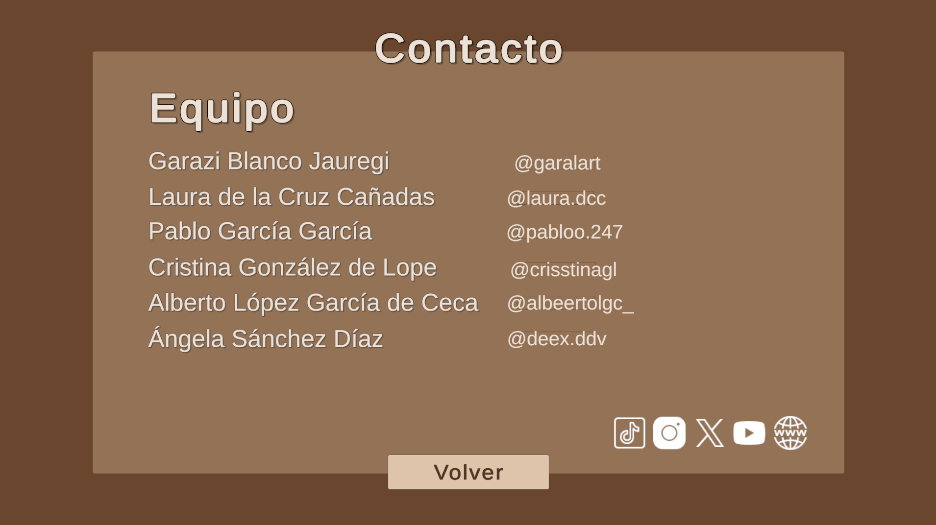 Contacto
Equipo
Garazi Blanco Jauregi @garalart
Laura de la Cruz Cañadas @laura.dcc
Pablo García García @pabloo.247
Cristina González de Lope @crisstinagl
Alberto López García de Ceca @albeertolgc_
Ángela Sánchez Díaz @deex.ddv
www
Volver